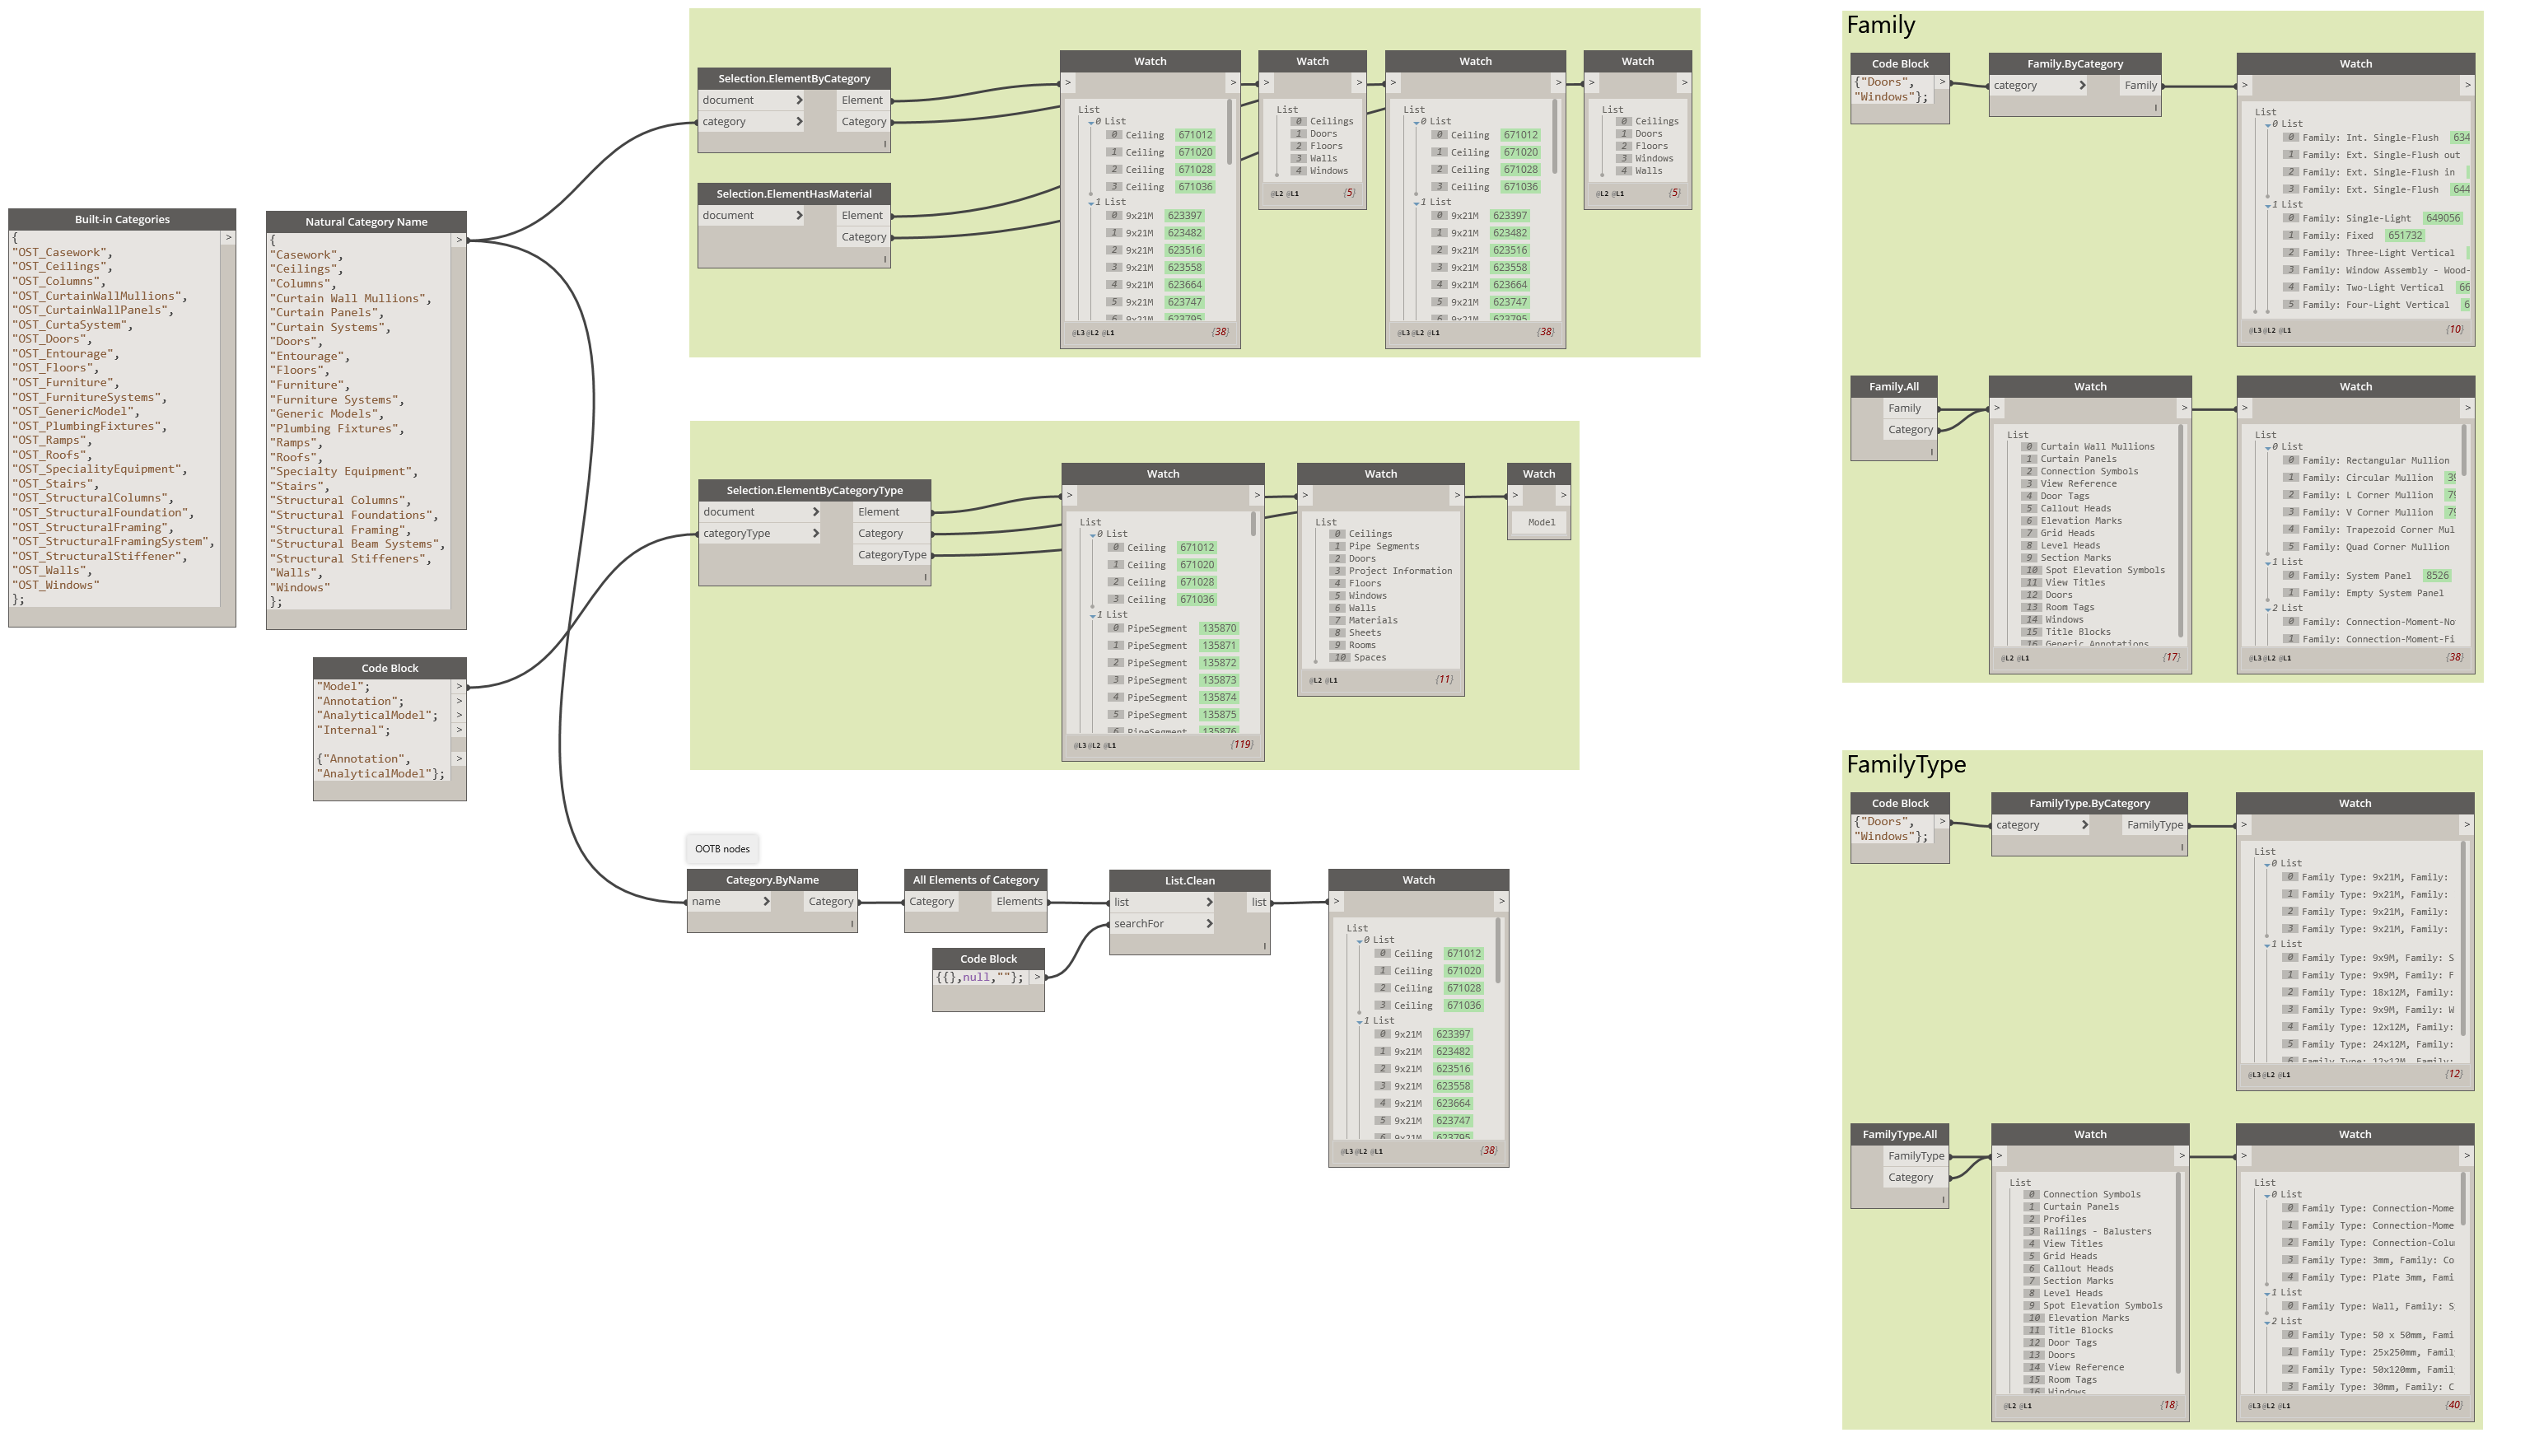 Built-in Categories
{
"OST_Casework",
"OST_Ceilings",
"OST_Columns",
"OST_CurtainWallMullions",
"OST_CurtainWallPanels",
"OST_CurtaSystem",
"OST_Doors",
"OST_Entourage",
"OST_Floors",
"OST_Furniture",
"OST_FurnitureSystems",
"OST_GenericModel",
"OST_PlumbingFixtures",
"OST_Ramps",
"OST_Roofs",
"OST_SpecialityEquipment",
"OST_Stairs",
"OST_StructuralColumns",
"OST_StructuralFoundation",
"OST_StructuralFraming",
"OST_StructuralFramingSystem",
"OST_StructuralStiffener",
"OST_Walls",
"OST_Windows"
};
>
Natural Category Name
{
"Casework",
"Ceilings",
"Columns",
"Curtain Wall Mullions",
"Curtain Panels",
"Curtain Systems",
"Doors",
"Entourage",
"Floors",
"Furniture",
"Furniture Systems",
"Generic Models",
"Plumbing Fixtures",
"Ramps",
"Roofs",
"Specialty Equipment",
"Stairs",
"Structural Columns",
"Structural Foundations",
"Structural Framing",
"Structural Beam Systems",
"Structural Stiffeners",
"Walls",
"Windows"
};
>
Code Block
"Model"; >
"Annotation"; >
"AnalyticalModel"; >
"Internal"; >
{"Annotation", >
"AnalyticalModel"};
Selection.ElementByCategory
document > Element
category > Category
l
Selection.ElementHasMaterial
document Element
Category
l
Watch
> >
List
0 List
0 Ceiling 671012
1 Ceiling 671020
2 Ceiling 671028
3 Ceiling 671036
1 List
0 9x21M 623397
1 9x21M 623482
2 9x21M 623516
3 9x21M 623558
4 9x21M 623664
5 9x21M 623747
6 9x21M 623795
@L3 @L2 @L1 {38}
Watch
> >
List
0 Ceilings
1 Doors
2 Floors
3 Walls
4 Windows
@L2 @L1 {5}
Watch
> >
List
0 List
0 Ceiling 671012
1 Ceiling 671020
2 Ceiling 671028
3 Ceiling 671036
1 List
0 9x21M 623397
1 9x21M 623482
2 9x21M 623516
3 9x21M 623558
4 9x21M 623664
5 9x21M 623747
6 9x21M 623795
@L3 @L2 @L1 {38}
Watch
> >
List
0 Ceilings
1 Doors
2 Floors
3 Windows
4 Walls
@L2 @L1 {5}
Selection.ElementByCategoryType
document > Element
categoryType > Category
CategoryType
l
Watch
> >
List
0 List
0 Ceiling 671012
1 Ceiling 671020
2 Ceiling 671028
3 Ceiling 671036
1 List
0 PipeSegment 135870
1 PipeSegment 135871
2 PipeSegment 135872
3 PipeSegment 135873
4 PipeSegment 135874
5 PipeSegment 135875
6 PipeSegment 135876
@L3 @L2 @L1 {119}
Watch
> >
List
0 Ceilings
1 Pipe Segments
2 Doors
3 Project Information
4 Floors
5 Windows
6 Walls
7 Materials
8 Sheets
9 Rooms
10 Spaces
@L2 @L1 {11}
Watch
> >
Model
OOTB nodes
Category.ByName
name > Category
l
All Elements of Category
Category Elements
List.Clean
list > list
searchFor >
l
Code Block
{{},null,""}; >
Watch
> >
List
0 List
0 Ceiling 671012
1 Ceiling 671020
2 Ceiling 671028
3 Ceiling 671036
1 List
0 9x21M 623397
1 9x21M 623482
2 9x21M 623516
3 9x21M 623558
4 9x21M 623664
5 9x21M 623747
6 9x21M 623795
@L3 @L2 @L1 {38}
Family
Code Block
{"Doors", >
"Windows"};
Family.ByCategory
category > Family
l
Watch
> >
List
0 List
0 Family: Int. Single-Flush 634
1 Family: Ext. Single-Flush out
2 Family: Ext. Single-Flush in
3 Family: Ext. Single-Flush 644
1 List
0 Family: Single-Light 649056
1 Family: Fixed 651732
2 Family: Three-Light Vertical
3 Family: Window Assembly - Wood-
4 Family: Two-Light Vertical 66
5 Family: Four-Light Vertical 6
@L3 @L2 @L1 {10}
Family.All
Family
Category
l
Watch
> >
List
0 Curtain Wall Mullions
1 Curtain Panels
2 Connection Symbols
3 View Reference
4 Door Tags
5 Callout Heads
6 Elevation Marks
7 Grid Heads
8 Level Heads
9 Section Marks
10 Spot Elevation Symbols
11 View Titles
12 Doors
13 Room Tags
14 Windows
15 Title Blocks
16 Generic Annotations
@L2 @L1 {17}
Watch
> >
List
0 List
0 Family: Rectangular Mullion
1 Family: Circular Mullion 39
2 Family: L Corner Mullion 79
3 Family: V Corner Mullion 79
4 Family: Trapezoid Corner Mul
5 Family: Quad Corner Mullion
1 List
0 Family: System Panel 8526
1 Family: Empty System Panel
2 List
0 Family: Connection-Moment-No
1 Family: Connection-Moment-Fi
@L3 @L2 @L1 {38}
FamilyType
Code Block
{"Doors", >
"Windows"};
FamilyType.ByCategory
category > FamilyType
l
Watch
> >
List
0 List
0 Family Type: 9x21M, Family:
1 Family Type: 9x21M, Family:
2 Family Type: 9x21M, Family:
3 Family Type: 9x21M, Family:
1 List
0 Family Type: 9x9M, Family: S
1 Family Type: 9x9M, Family: F
2 Family Type: 18x12M, Family:
3 Family Type: 9x9M, Family: W
4 Family Type: 12x12M, Family:
5 Family Type: 24x12M, Family:
6 Family Type: 12x12M, Family:
@L3 @L2 @L1 {12}
FamilyType.All
FamilyType
Category
l
Watch
> >
List
0 Connection Symbols
1 Curtain Panels
2 Profiles
3 Railings - Balusters
4 View Titles
5 Grid Heads
6 Callout Heads
7 Section Marks
8 Level Heads
9 Spot Elevation Symbols
10 Elevation Marks
11 Title Blocks
12 Door Tags
13 Doors
14 View Reference
15 Room Tags
16 Windows
@L2 @L1 {18}
Watch
> >
List
0 List
0 Family Type: Connection-Mome
1 Family Type: Connection-Mome
2 Family Type: Connection-Colu
3 Family Type: 3mm, Family: Co
4 Family Type: Plate 3mm, Fami
1 List
0 Family Type: Wall, Family: S
2 List
0 Family Type: 50 x 50mm, Fami
1 Family Type: 25x250mm, Famil
2 Family Type: 50x120mm, Famil
3 Family Type: 30mm, Family: C
@L3 @L2 @L1 {40}